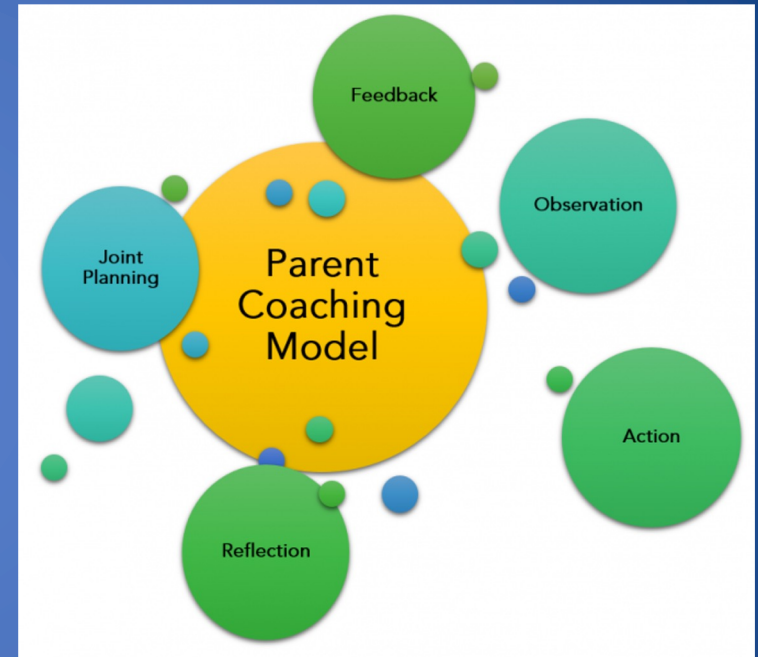 Feedback
Observation
Joint
Planning
Parent
Coaching
Model
Action
Reflection